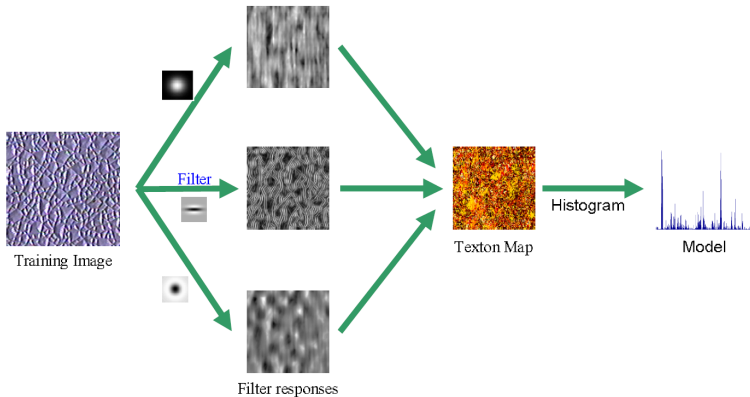 Filter
Training Image
Filter responses
Texton Map
Histogram
Model